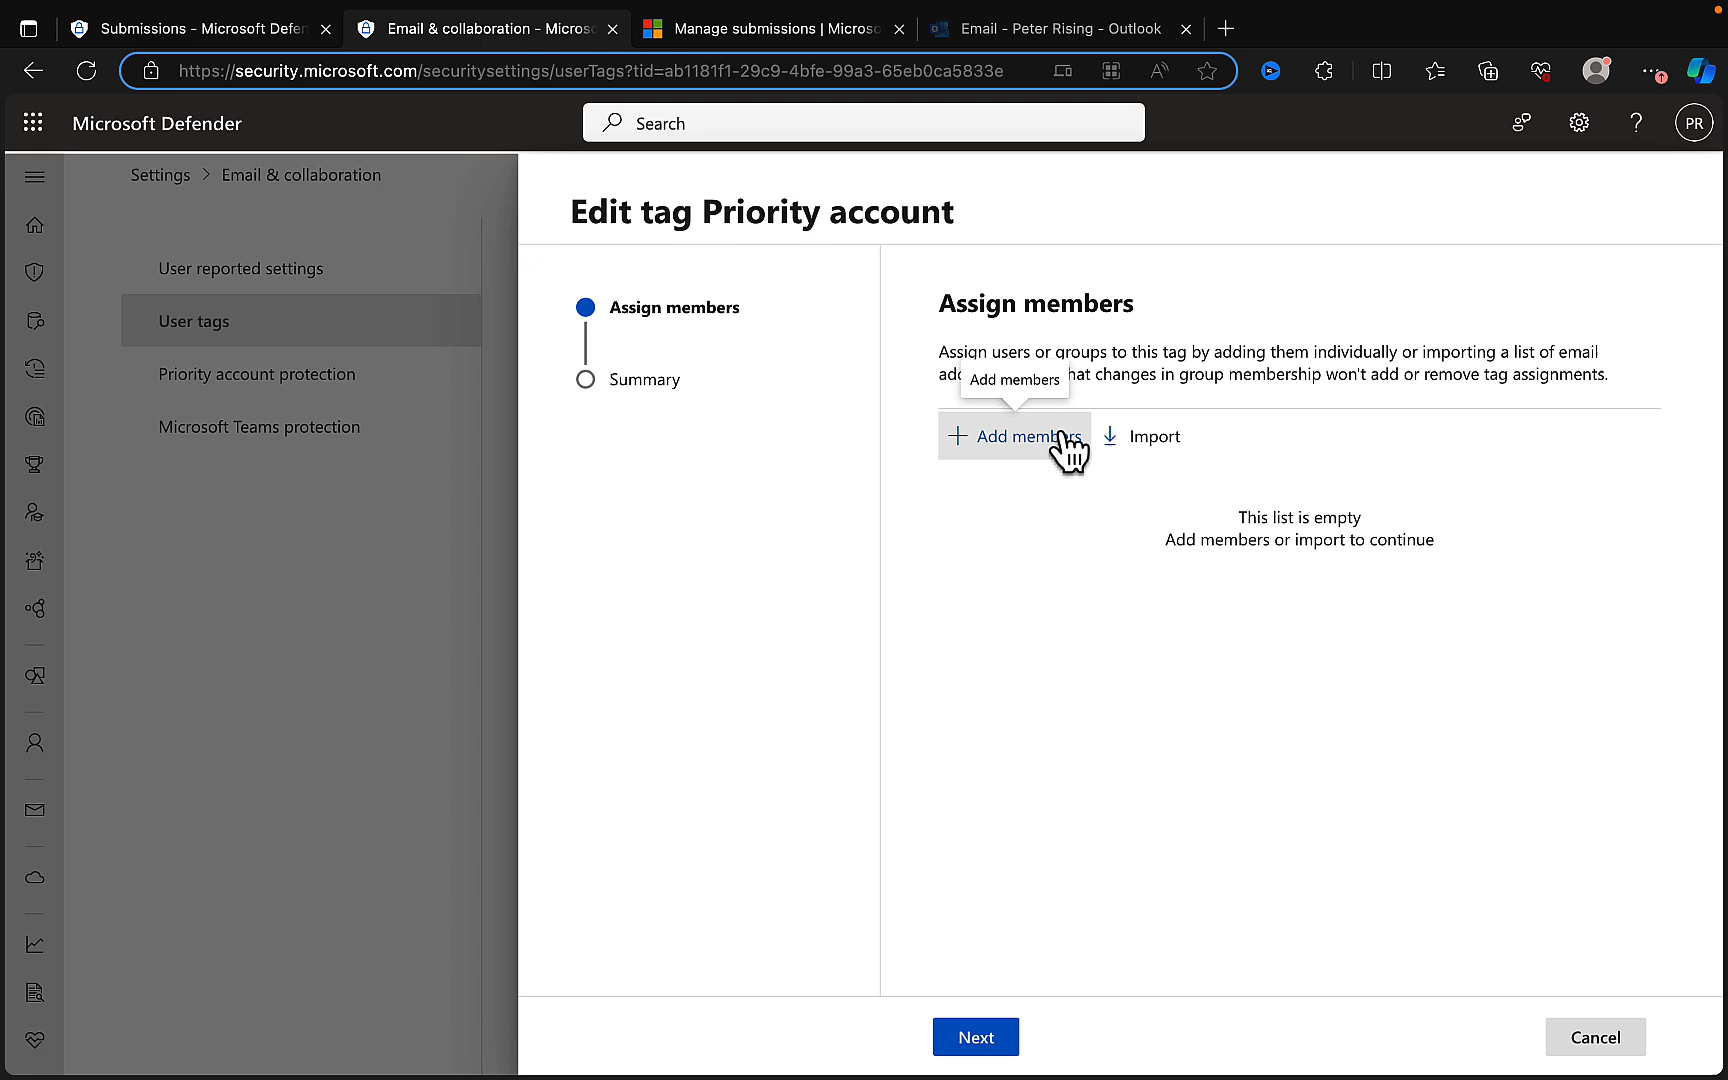 Submissions - Microsoft Defen
Email & collaboration - Micros
Manage submissions | Microso
Email - Peter Rising - Outlook
https://security.microsoft.com/securitysettings/userTags?tid=ab1181f1-29c9-4bfe-99a3-65eb0ca5833e
Microsoft Defender
Search
PR
Settings > Email & collaboration
User reported settings
User tags
Priority account protection
Microsoft Teams protection
Edit tag Priority account
Assign members
Summary
Assign members
Assign users or groups to this tag by adding them individually or importing a list of email
hat changes in group membership won't add or remove tag assignments.
Add members
Add members
Import
This list is empty
Add members or import to continue
Next
Cancel